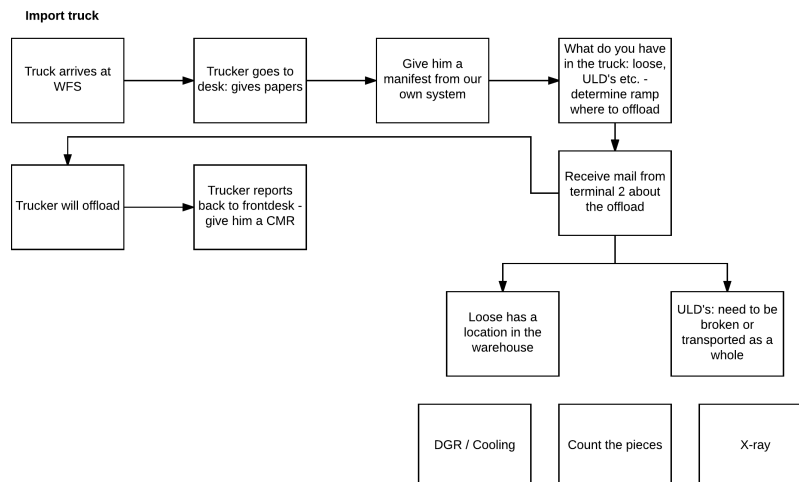 Import truck
Truck arrives at
WFS
Trucker goes to
desk: gives papers
Give him a
manifest from our
own system
What do you have
in the truck: loose,
ULD's etc. -
determine ramp
where to offload
Trucker will offload
Trucker reports
back to frontdesk -
give him a CMR
Receive mail from
terminal 2 about
the offload
Loose has a
location in the
warehouse
ULD's: need to be
broken or
transported as a
whole
DGR / Cooling
Count the pieces
X-ray